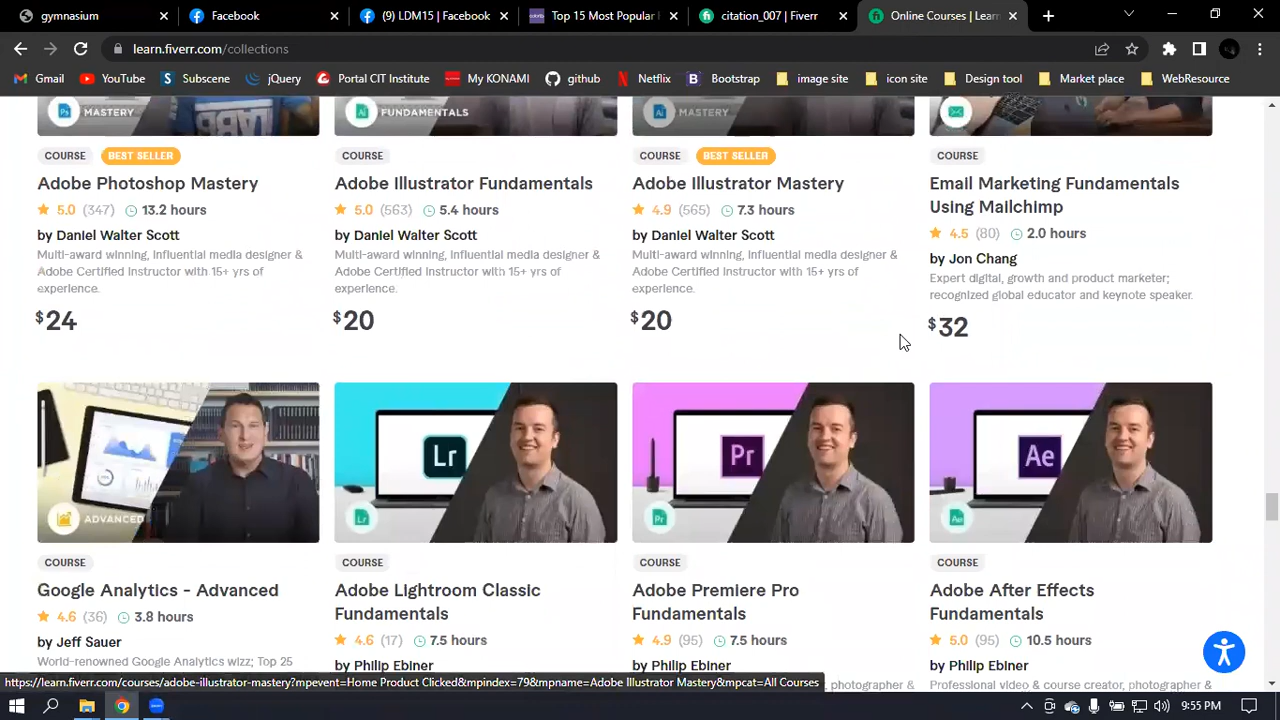 gymnasium
Facebook
(9) LDM15 | Facebook
Top 15 Most Popular
citation_007 | Fiverr
Online Courses | Lear
learn.fiverr.com/collections
Gmail
YouTube
Subscene
jQuery
Portal CIT Institute
My KONAMI
github
Netflix
Bootstrap
image site
icon site
Design tool
Market place
WebResource
Ps MASTERY
Ai FUNDAMENTALS
Ai MASTERY
COURSE BEST SELLER
Adobe Photoshop Mastery
5.0 (347) 13.2 hours
by Daniel Walter Scott
Multi-award winning, influential media designer &
Adobe Certified Instructor with 15+ yrs of
experience.
$24
COURSE
Adobe Illustrator Fundamentals
5.0 (563) 5.4 hours
by Daniel Walter Scott
Multi-award winning, influential media designer &
Adobe Certified Instructor with 15+ yrs of
experience.
$20
COURSE BEST SELLER
Adobe Illustrator Mastery
4.9 (565) 7.3 hours
by Daniel Walter Scott
Multi-award winning, influential media designer &
Adobe Certified Instructor with 15+ yrs of
experience.
$20
COURSE
Email Marketing Fundamentals
Using Mailchimp
4.5 (80) 2.0 hours
by Jon Chang
Expert digital, growth and product marketer;
recognized global educator and keynote speaker.
$32
ADVANCED
COURSE
Google Analytics - Advanced
4.6 (36) 3.8 hours
by Jeff Sauer
World-renowned Google Analytics wizz; Top 25
Lr
Lr
COURSE
Adobe Lightroom Classic
Fundamentals
4.6 (17) 7.5 hours
by Philip Ebiner
Pr
Pr
COURSE
Adobe Premiere Pro
Fundamentals
4.9 (95) 7.5 hours
by Philip Ebiner
, photographer &
Ae
Ae
COURSE
Adobe After Effects
Fundamentals
5.0 (95) 10.5 hours
by Philip Ebiner
Professional video & course creator, photographer &
https://learn.fiverr.com/courses/adobe-illustrator-mastery?mpevent=Home Product Clicked&mpindex=79&mpname=Adobe Illustrator Mastery&mpcat=All Courses
9:55 PM